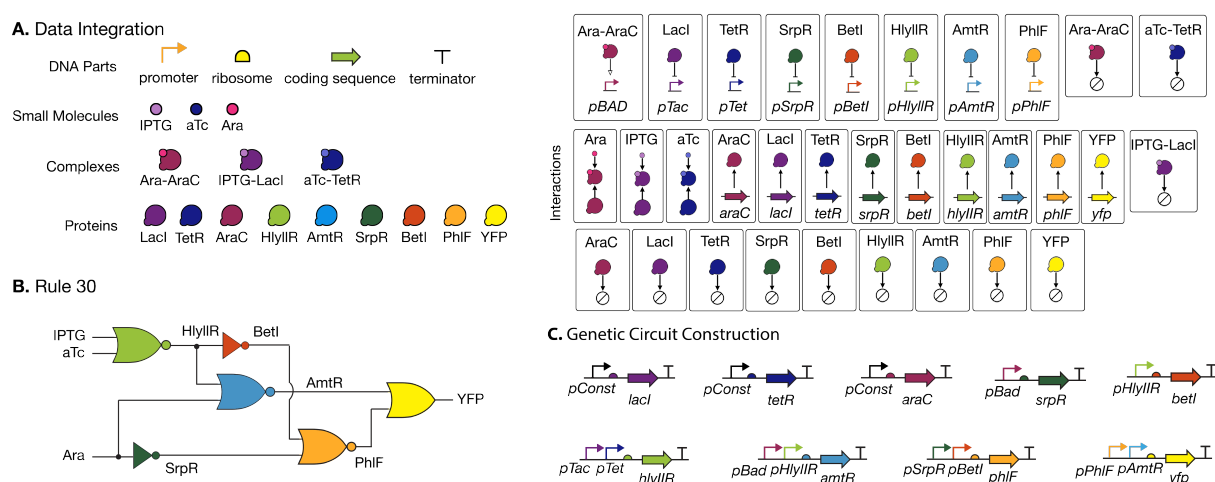 A. Data Integration
DNA Parts
promoter ribosome coding sequence terminator
Small Molecules
IPTG aTc Ara
Complexes
Ara-AraC IPTG-LacI aTc-TetR
Proteins
LacI TetR AraC HlyIIR AmtR SrpR BetI PhlF YFP
B. Rule 30
IPTG
aTc
HlyIIR
BetI
AmtR
YFP
Ara
SrpR
PhlF
Interactions
Ara-AraC LacI TetR SrpR BetI HlyIIR AmtR PhlF Ara-AraC aTc-TetR
pBAD pTac pTet pSrpR pBetI pHlyIIR pAmtR pPhlF
Ara IPTG aTc AraC LacI TetR SrpR BetI HlyIIR AmtR PhlF YFP IPTG-LacI
araC lacI tetR srpR betI hlyIIR amtR phlF yfp
AraC LacI TetR SrpR BetI HlyIIR AmtR PhlF YFP
C. Genetic Circuit Construction
pConst lacI
pConst tetR
pConst araC
pBad srpR
pHlyIIR betI
pTac pTet hlyIIR
pBad pHlyIIR amtR
pSrpR pBetI phlF
pPhlF pAmtR yfp